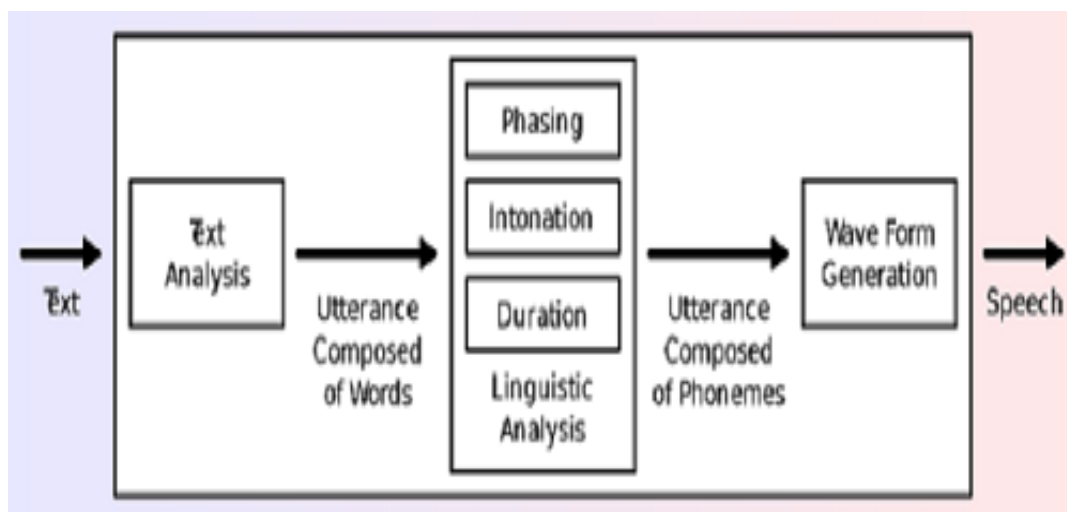 Text
Text
Analysis
Utterance
Composed
of Words
Phasing
Intonation
Duration
Linguistic
Analysis
Utterance
Composed
of Phonemes
Wave Form
Generation
Speech